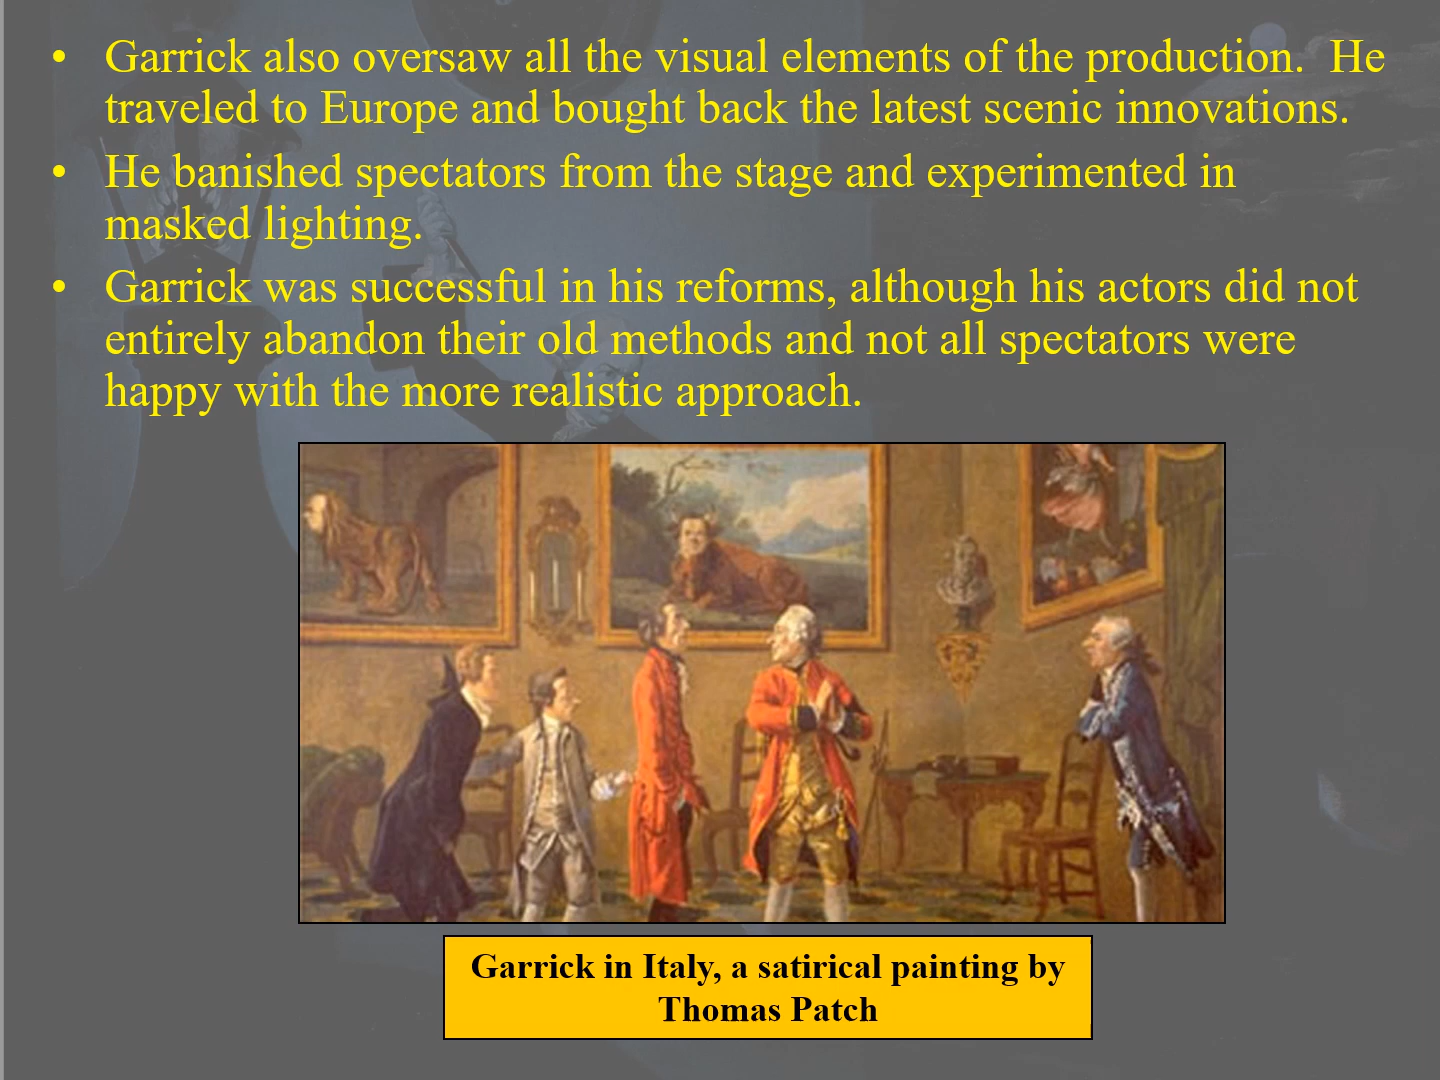 • Garrick also oversaw all the visual elements of the production.  He
traveled to Europe and bought back the latest scenic innovations.
• He banished spectators from the stage and experimented in
masked lighting.
• Garrick was successful in his reforms, although his actors did not
entirely abandon their old methods and not all spectators were
happy with the more realistic approach.
Garrick in Italy, a satirical painting by
Thomas Patch